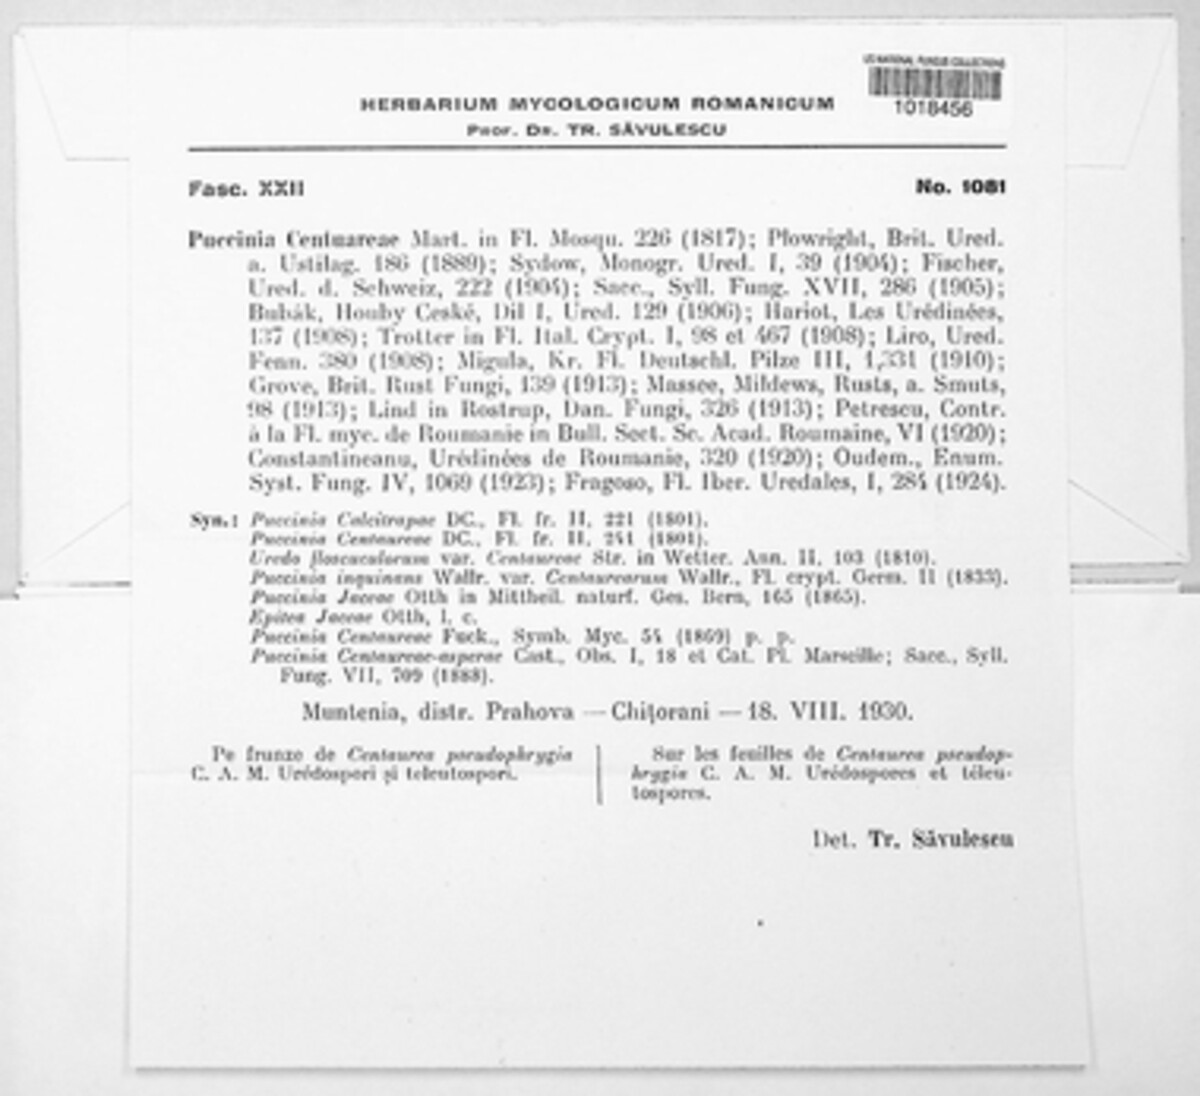 US NATIONAL FUNGUS COLLECTIONS
1018456
HERBARIUM MYCOLOGICUM ROMANICUM
PROF. DR. TR. SĂVULESCU
Fasc. XXII
No. 1081
Puccinia Centuareae Mart. in Fl. Mosqu. 226 (1817); Plowright, Brit. Ured.
a. Ustilag. 186 (1889); Sydow, Monogr. Ured. I, 39 (1904); Fischer,
Ured. d. Schweiz, 222 (1904); Sacc., Syll. Fung. XVII, 286 (1905);
Bubák, Houby Ceské, Dil I, Ured. 129 (1906); Hariot, Les Urédinées,
137 (1908); Trotter in Fl. Ital. Crypt. I, 98 et 467 (1908); Liro, Ured.
Fenn. 380 (1908); Migula, Kr. Fl. Deutschl. Pilze III, 1,331 (1910);
Grove, Brit. Rust Fungi, 139 (1913); Massee, Mildews, Rusts, a. Smuts,
98 (1913); Lind in Rostrup, Dan. Fungi, 326 (1913); Petrescu, Contr.
à la Fl. myc. de Roumanie in Bull. Sect. Sc. Acad. Roumaine, VI (1920);
Constantineanu, Urédinées de Roumanie, 320 (1920); Oudem., Enum.
Syst. Fung. IV, 1069 (1923); Fragoso, Fl. Iber. Uredales, I, 284 (1924).
Syn.: Puccinia Calcitrapae DC., Fl. fr. II, 221 (1801).
Puccinia Centaureae DC., Fl. fr. II, 241 (1801).
Uredo flosculosorum var. Centaureae Str. in Wetter. Ann. II, 103 (1810).
Puccinia inquinans Wallr. var. Centaurearum Wallr., Fl. crypt. Germ. II (1833).
Puccinia Jaceae Otth in Mittheil. naturf. Ges. Bern, 165 (1865).
Epitea Jaceae Otth, l. c.
Puccinia Centaureae Fuck., Symb. Myc. 54 (1869) p. p.
Puccinia Centaureae-asperae Cast., Obs. I, 18 et Cat. Pl. Marseille; Sacc., Syll.
Fung. VII, 709 (1888).
Muntenia, distr. Prahova — Chițorani — 18. VIII. 1930.
Pe frunze de Centaurea pseudophrygia
C. A. M. Urédospori și teleutospori.
Sur les feuilles de Centaurea pseudop-
hrygia C. A. M. Urédospores et téleu-
tospores.
Det. Tr. Săvulescu